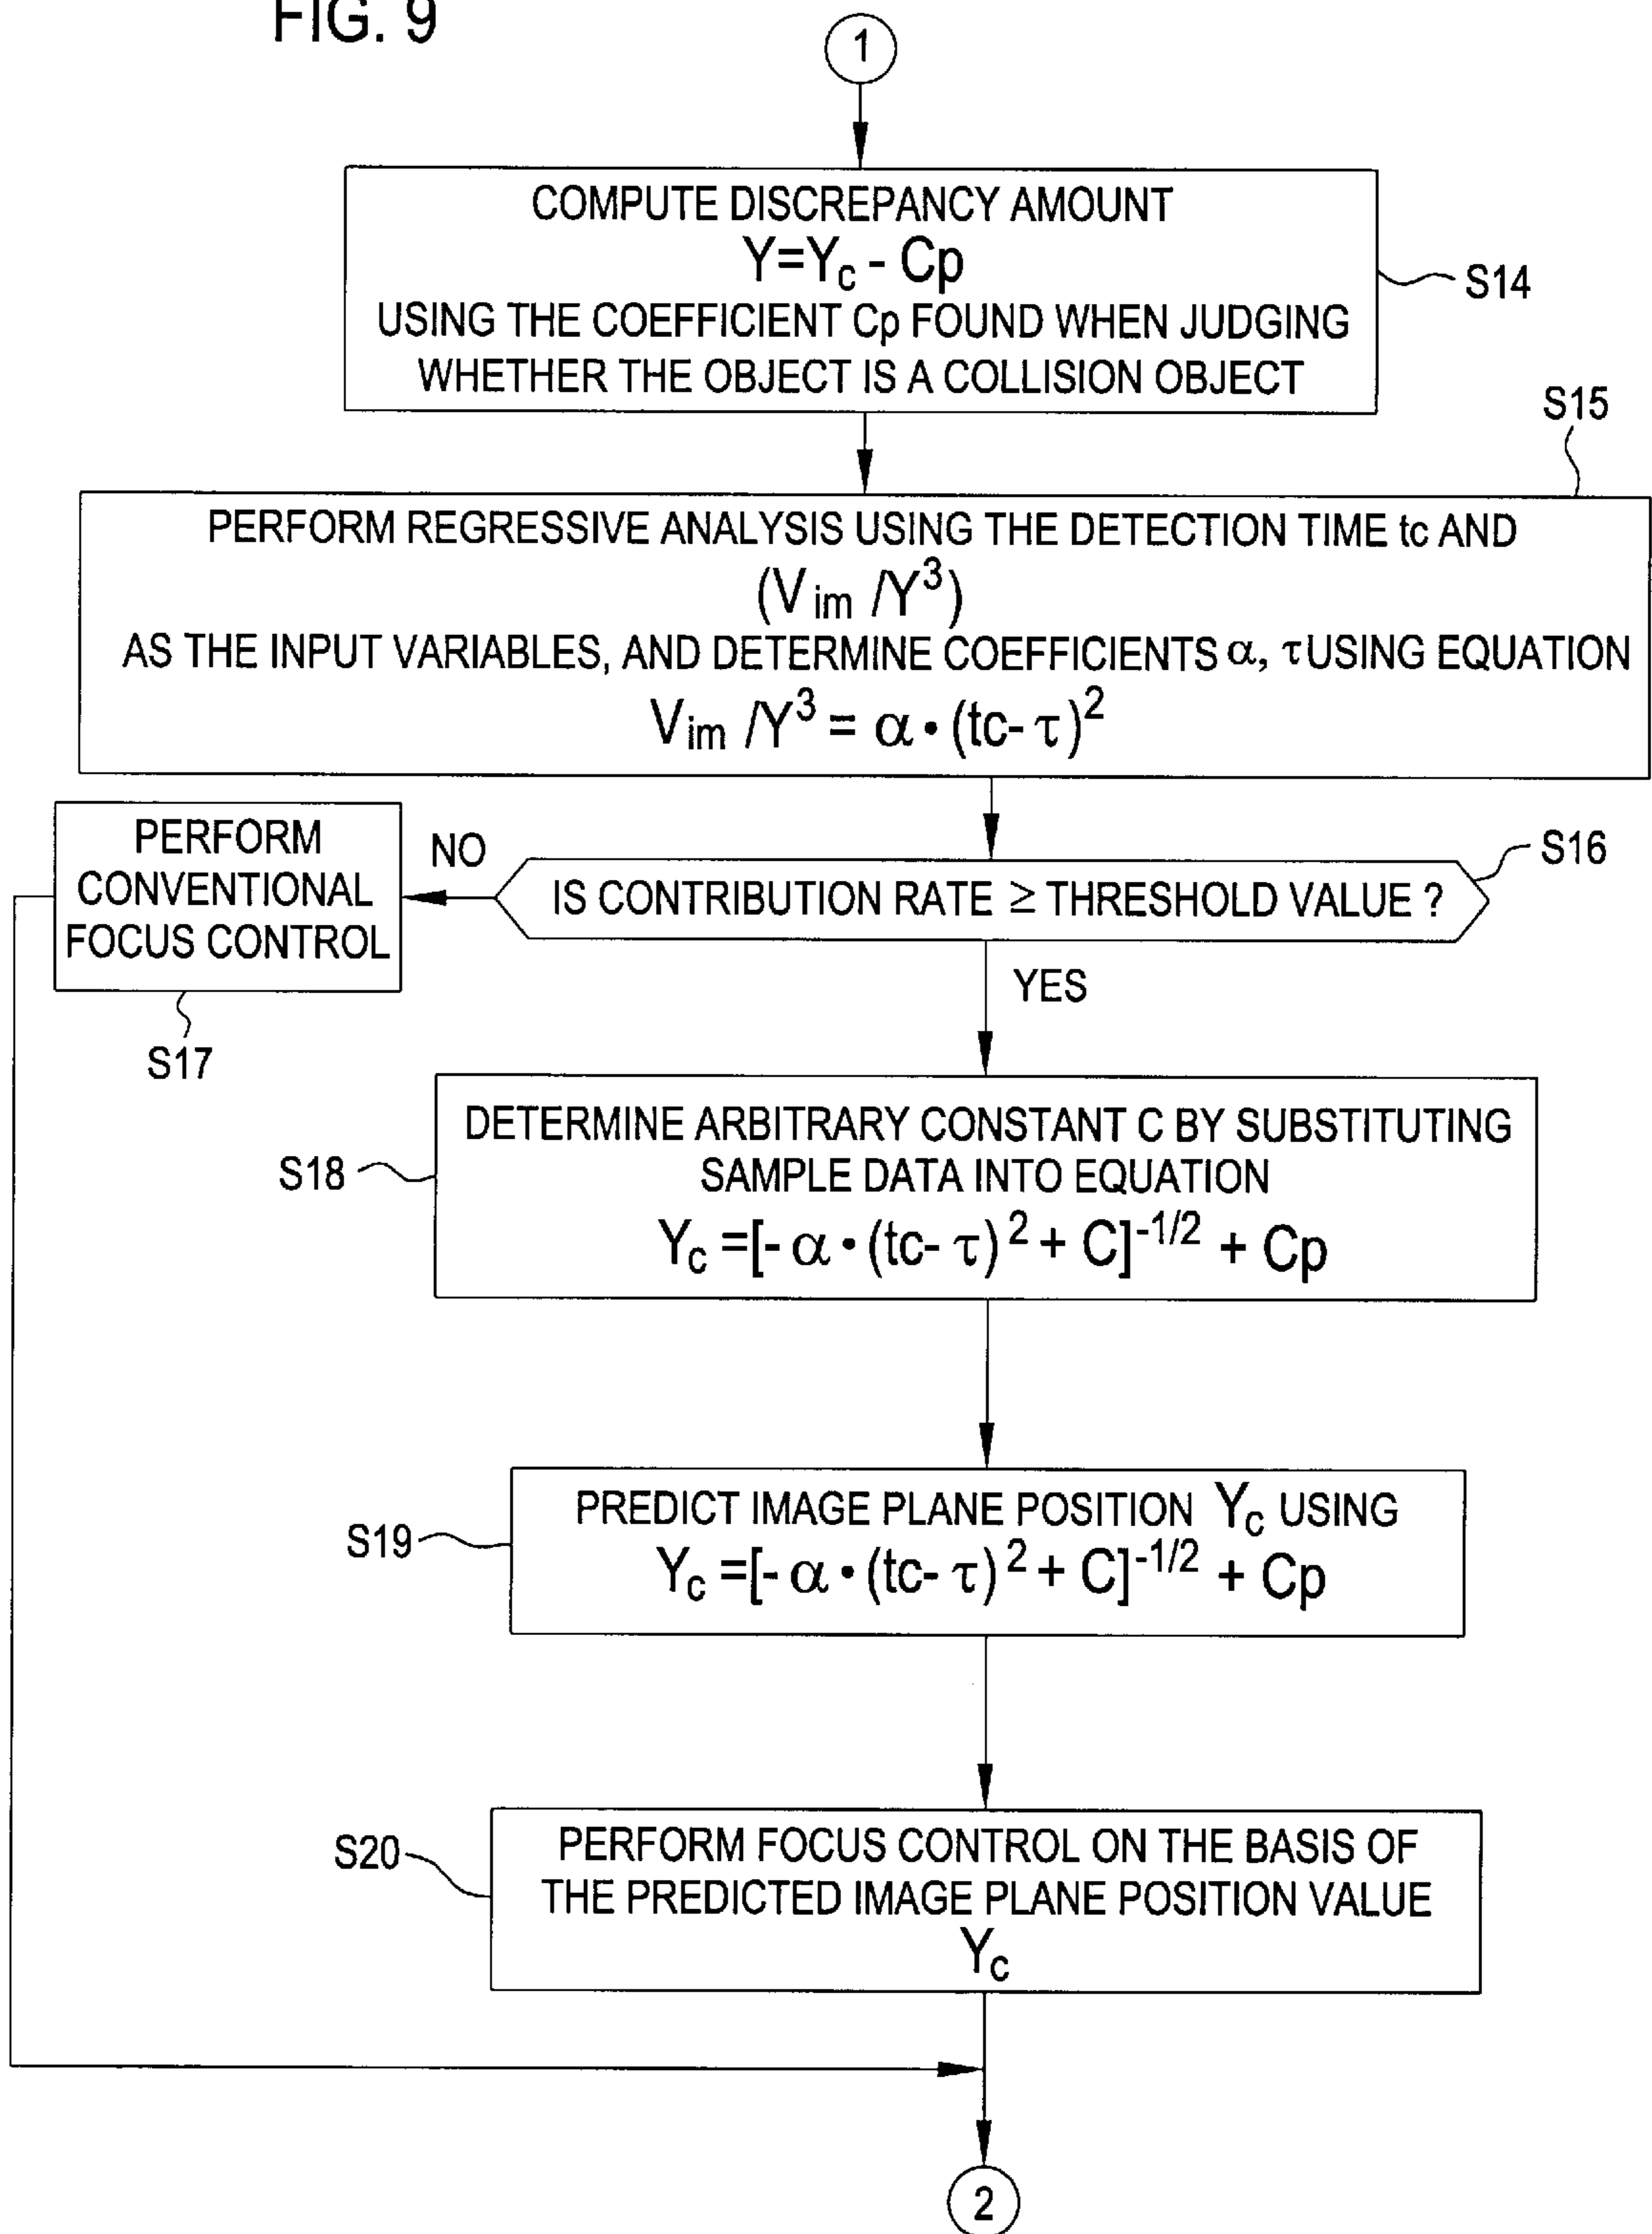 FIG. 9
1
COMPUTE DISCREPANCY AMOUNT
Y=Yc - Cp
USING THE COEFFICIENT Cp FOUND WHEN JUDGING
WHETHER THE OBJECT IS A COLLISION OBJECT
S14
S15
PERFORM REGRESSIVE ANALYSIS USING THE DETECTION TIME tc AND
(Vim /Y³)
AS THE INPUT VARIABLES, AND DETERMINE COEFFICIENTS α, τ USING EQUATION
Vim /Y³ = α • (tc- τ)²
PERFORM
CONVENTIONAL
FOCUS CONTROL
NO
IS CONTRIBUTION RATE ≥ THRESHOLD VALUE ?
S16
YES
S17
DETERMINE ARBITRARY CONSTANT C BY SUBSTITUTING
SAMPLE DATA INTO EQUATION
Yc =[- α • (tc- τ)² + C]⁻¹/² + Cp
S18
PREDICT IMAGE PLANE POSITION Yc USING
Yc =[- α • (tc- τ)² + C]⁻¹/² + Cp
S19
PERFORM FOCUS CONTROL ON THE BASIS OF
THE PREDICTED IMAGE PLANE POSITION VALUE
Yc
S20
2